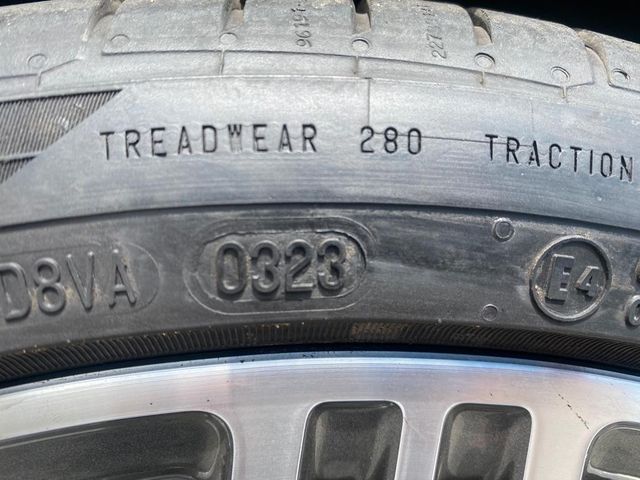 TREADWEAR 280 TRACTION
D8VA 0323 E4